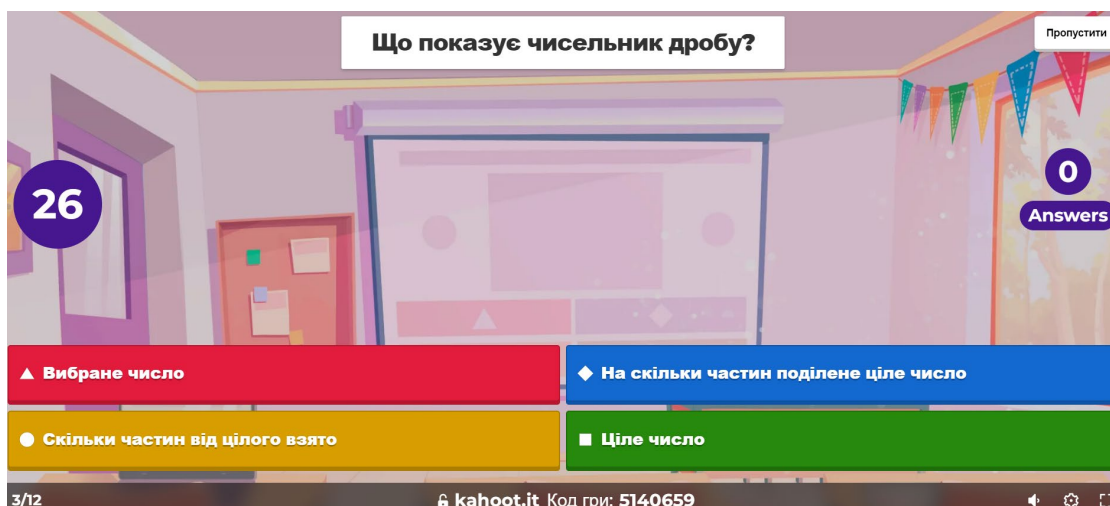 Що показує чисельник дробу?
Пропустити
26
0
Answers
Вибране число
На скільки частин поділене ціле число
Скільки частин від цілого взято
Ціле число
3/12
kahoot.it Код гри: 5140659